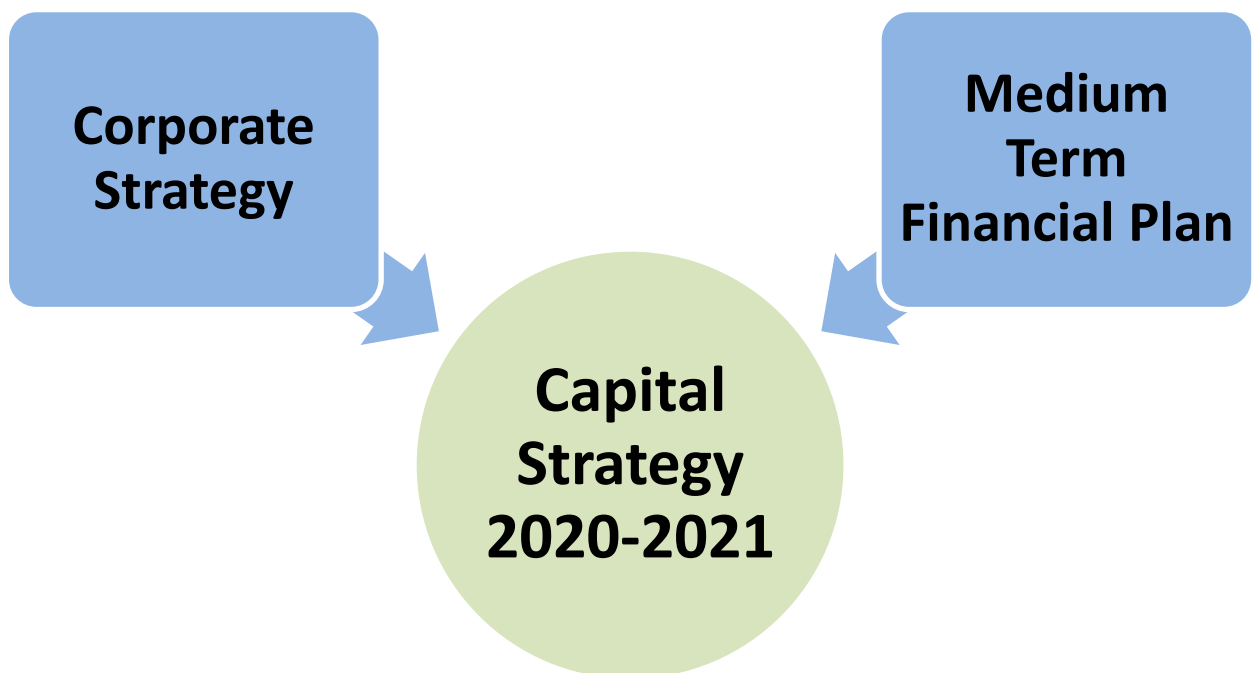 Corporate
Strategy
Medium
Term
Financial Plan
Capital
Strategy
2020-2021